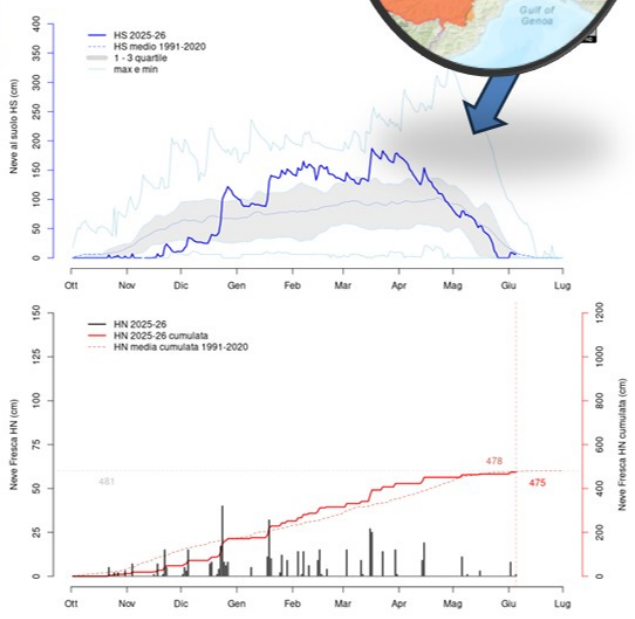 Gulf of
Genoa
HS 2025-26
HS medio 1991-2020
1 - 3 quartile
max e min
Neve al suolo HS (cm)
400
350
300
250
200
150
100
50
0
Ott Nov Dic Gen Feb Mar Apr Mag Giu Lug
HN 2025-26
HN 2025-26 cumulata
HN media cumulata 1991-2020
Neve Fresca HN (cm)
150
125
100
75
50
25
0
481
478
475
1200
1000
800
600
400
200
0
Neve Fresca HN cumulata (cm)
Ott Nov Dic Gen Feb Mar Apr Mag Giu Lug